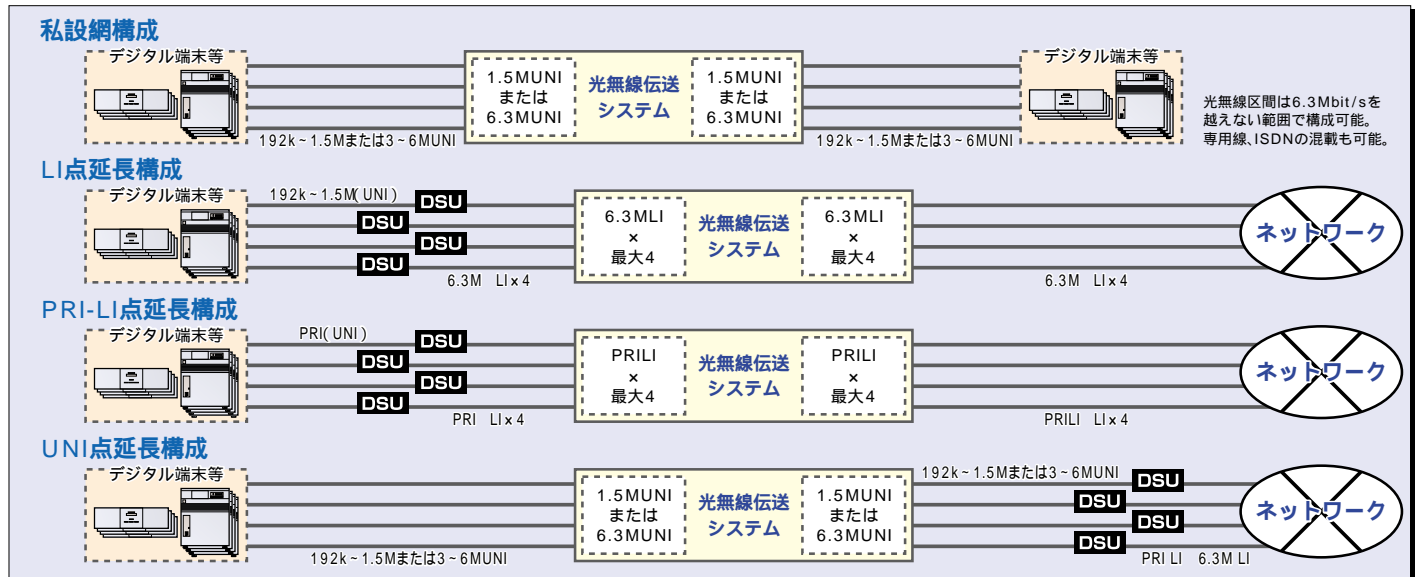 私設網構成
デジタル端末等
192k~1.5Mまたは3~6MUNI
1.5MUNI
または
6.3MUNI
光無線伝送
システム
1.5MUNI
または
6.3MUNI
192k~1.5Mまたは3~6MUNI
デジタル端末等
光無線区間は6.3Mbit/sを
越えない範囲で構成可能。
専用線、ISDNの混載も可能。
LI点延長構成
デジタル端末等
192k~1.5M(UNI)
DSU
DSU
DSU
DSU
6.3M LI×4
6.3MLI
×
最大4
光無線伝送
システム
6.3MLI
×
最大4
6.3M LI×4
ネットワーク
PRI-LI点延長構成
デジタル端末等
PRI(UNI)
DSU
DSU
DSU
DSU
PRI LI×4
PRILI
×
最大4
光無線伝送
システム
PRILI
×
最大4
PRILI LI×4
ネットワーク
UNI点延長構成
デジタル端末等
192k~1.5Mまたは3~6MUNI
1.5MUNI
または
6.3MUNI
光無線伝送
システム
1.5MUNI
または
6.3MUNI
192k~1.5Mまたは3~6MUNI
DSU
DSU
DSU
DSU
PRI LI 6.3M LI
ネットワーク